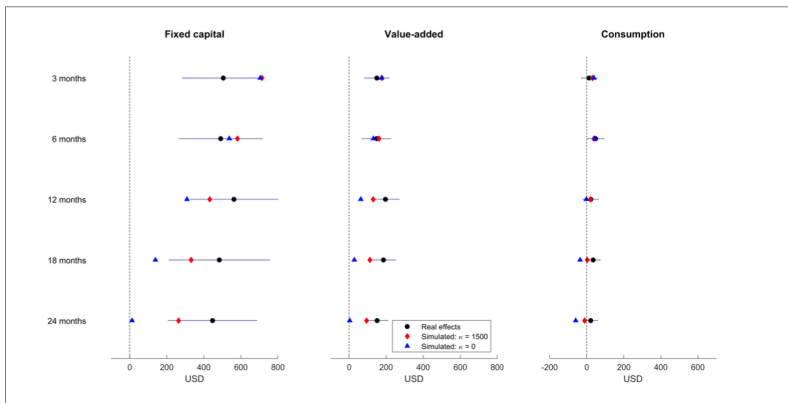 Fixed capital
Value-added
Consumption
3 months
6 months
12 months
18 months
24 months
Real effects
Simulated: κ = 1500
Simulated: κ = 0
0 200 400 600 800
0 200 400 600 800
-200 0 200 400 600
USD
USD
USD